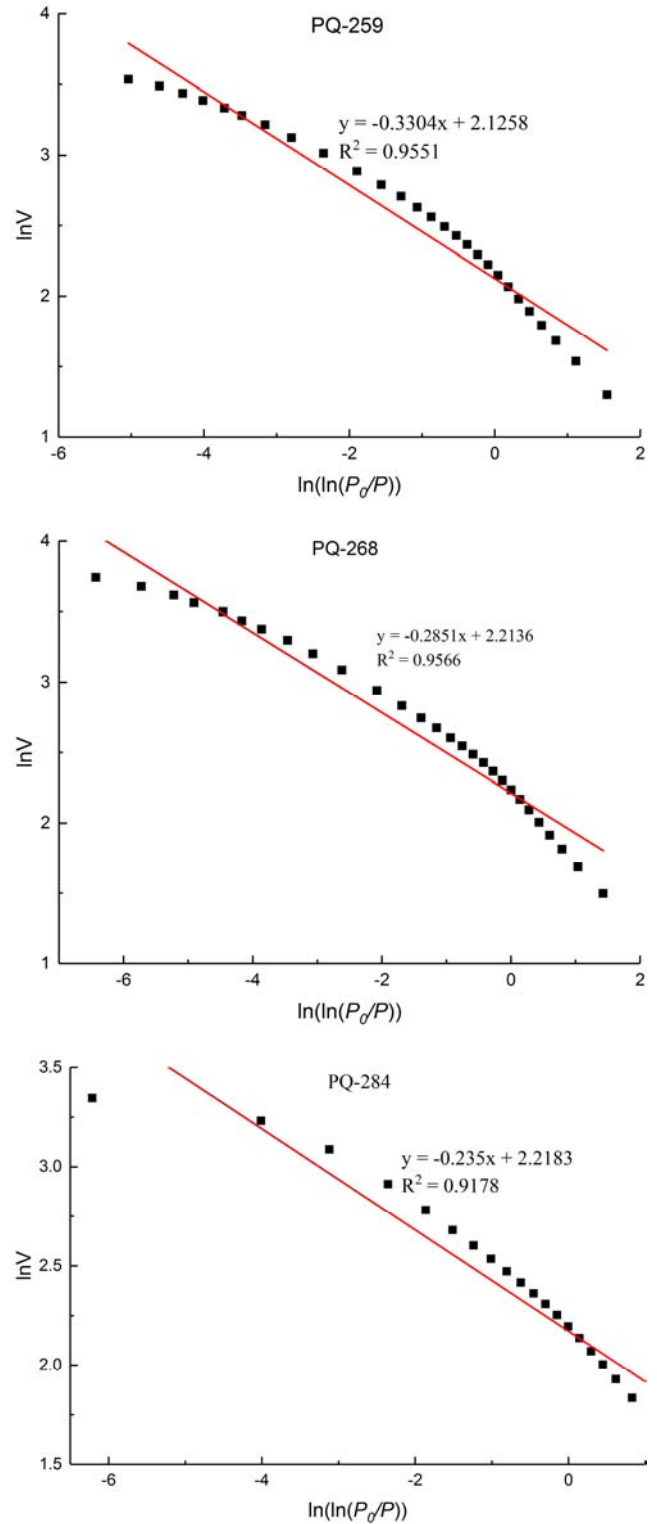 PQ-259
y = -0.3304x + 2.1258
R² = 0.9551
4
3
2
1
lnV
-6
-4
-2
0
2
ln(ln(P₀/P))
PQ-268
y = -0.2851x + 2.2136
R² = 0.9566
4
3
2
1
lnV
-6
-4
-2
0
2
ln(ln(P₀/P))
PQ-284
y = -0.235x + 2.2183
R² = 0.9178
3.5
3.0
2.5
2.0
1.5
lnV
-6
-4
-2
0
ln(ln(P₀/P))